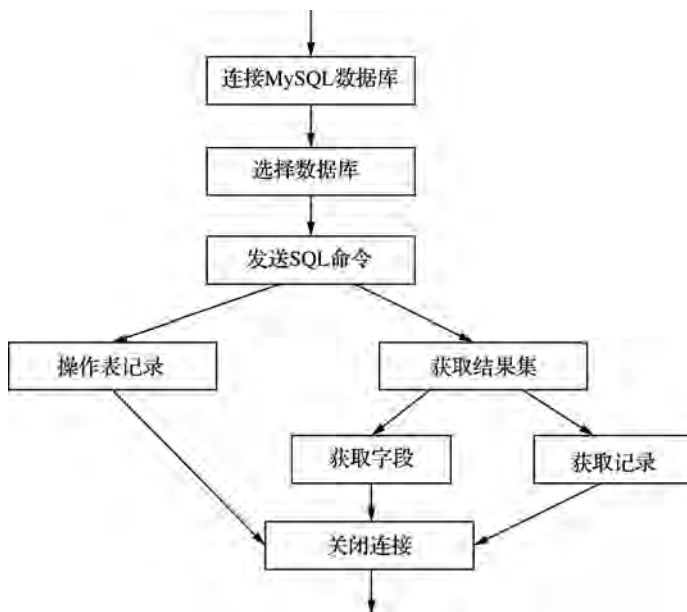 连接MySQL数据库
选择数据库
发送SQL命令
操作表记录
获取结果集
获取字段
获取记录
关闭连接